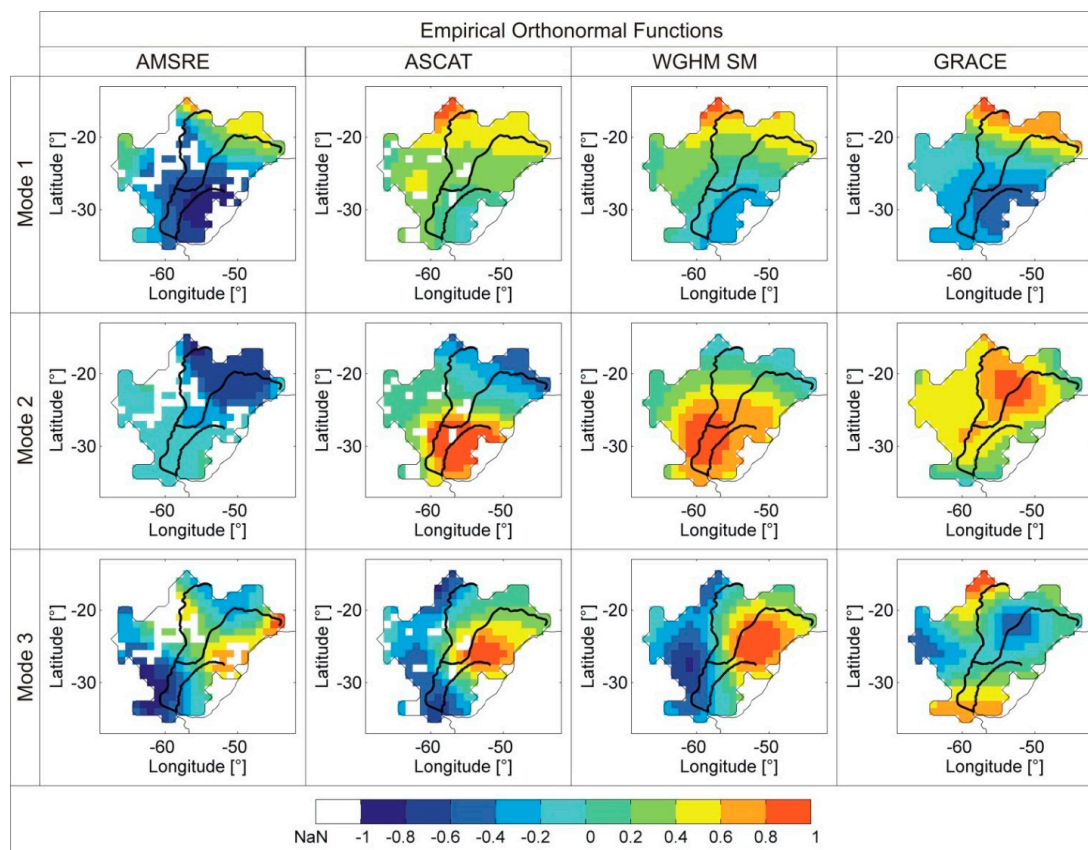 Empirical Orthonormal Functions
AMSRE ASCAT WGHM SM GRACE
Mode 1
Latitude [°] Latitude [°] Latitude [°] Latitude [°]
-20 -20 -20 -20
-30 -30 -30 -30
-60 -50 -60 -50 -60 -50 -60 -50
Longitude [°] Longitude [°] Longitude [°] Longitude [°]
Mode 2
Latitude [°] Latitude [°] Latitude [°] Latitude [°]
-20 -20 -20 -20
-30 -30 -30 -30
-60 -50 -60 -50 -60 -50 -60 -50
Longitude [°] Longitude [°] Longitude [°] Longitude [°]
Mode 3
Latitude [°] Latitude [°] Latitude [°] Latitude [°]
-20 -20 -20 -20
-30 -30 -30 -30
-60 -50 -60 -50 -60 -50 -60 -50
Longitude [°] Longitude [°] Longitude [°] Longitude [°]
NaN -1 -0.8 -0.6 -0.4 -0.2 0 0.2 0.4 0.6 0.8 1